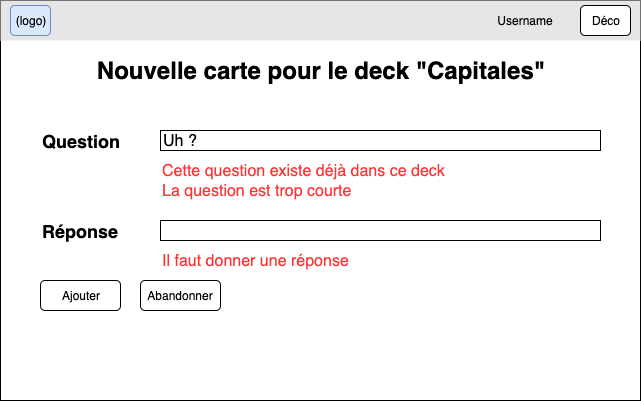 (logo) Username Déco
Nouvelle carte pour le deck "Capitales"
Question Uh ?
Cette question existe déjà dans ce deck
La question est trop courte
Réponse
Il faut donner une réponse
Ajouter Abandonner